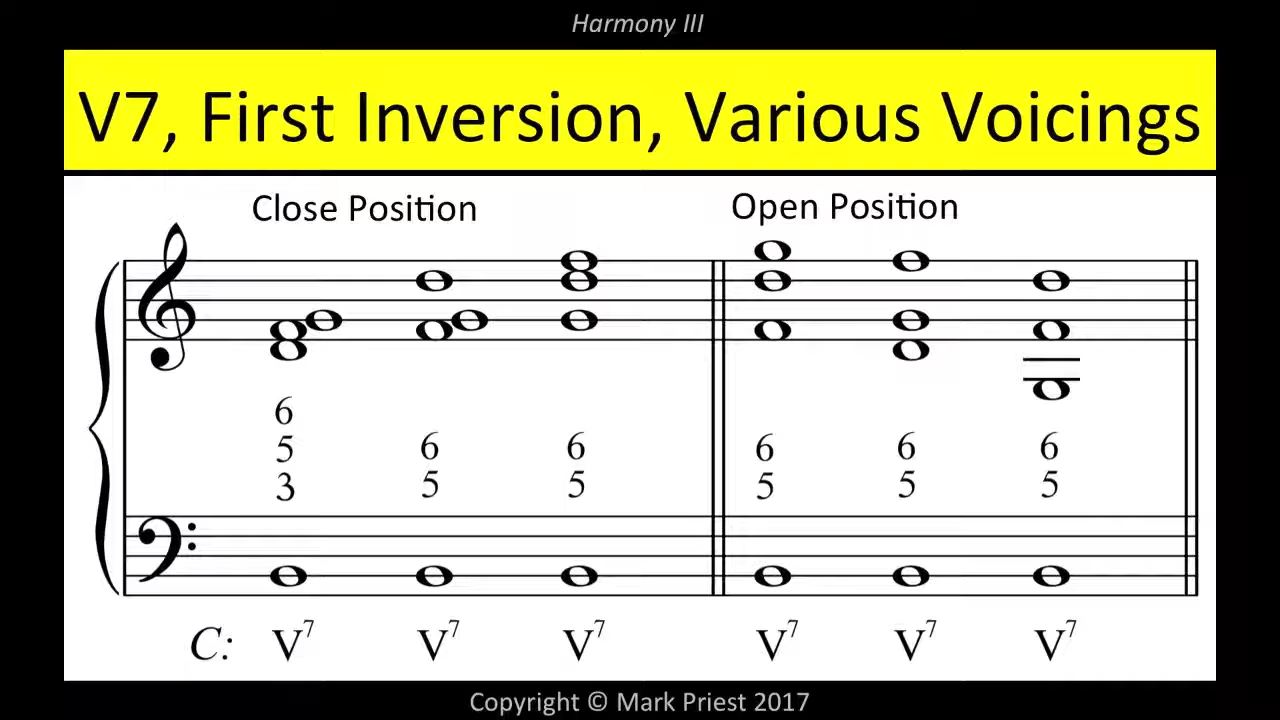 Harmony III
V7, First Inversion, Various Voicings
Close Position
Open Position
6
5 6 6 6 6 6
3 5 5 5 5 5
C: V⁷ V⁷ V⁷ V⁷ V⁷ V⁷
Copyright © Mark Priest 2017